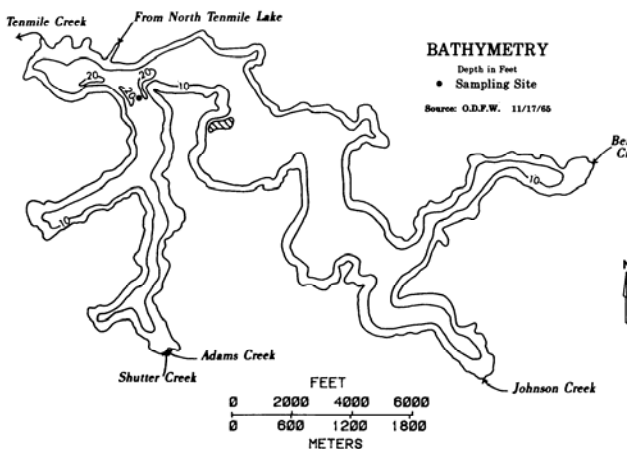 Tenmile Creek
From North Tenmile Lake
BATHYMETRY
Depth in Feet
• Sampling Site
Source: O.D.F.W. 11/17/65
20
20
20
10
10
10
Adams Creek
Shutter Creek
Johnson Creek
FEET
0 2000 4000 6000
0 600 1200 1800
METERS